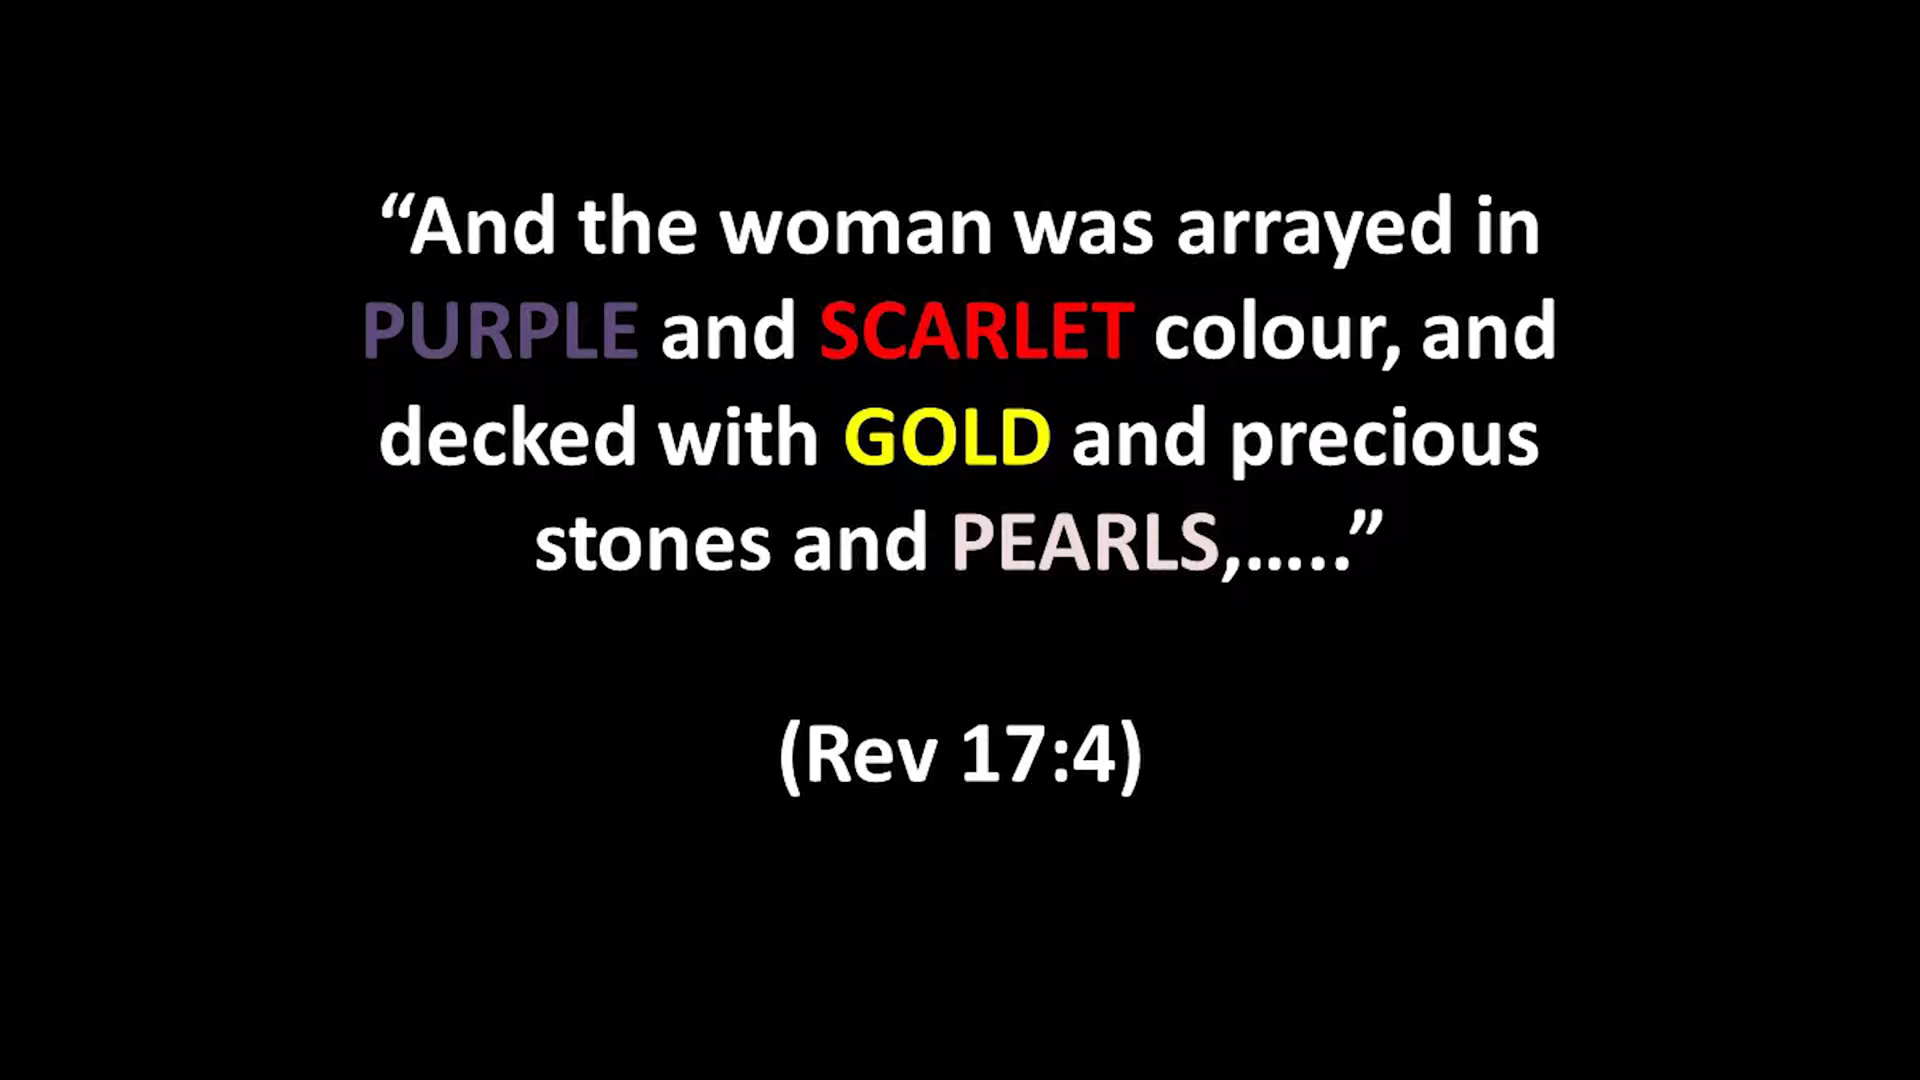 “And the woman was arrayed in
PURPLE and SCARLET colour, and
decked with GOLD and precious
stones and PEARLS,…..”
(Rev 17:4)